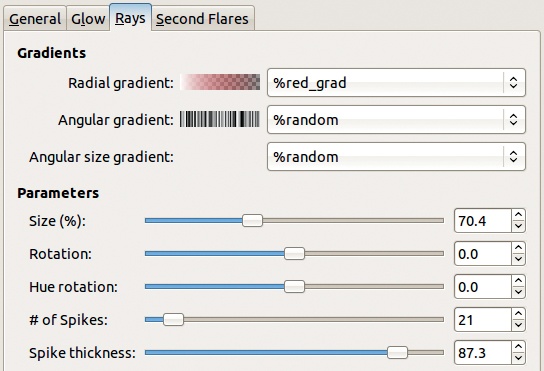 General Glow Rays Second Flares
Gradients
Radial gradient: %red_grad
Angular gradient: %random
Angular size gradient: %random
Parameters
Size (%): 70.4
Rotation: 0.0
Hue rotation: 0.0
# of Spikes: 21
Spike thickness: 87.3